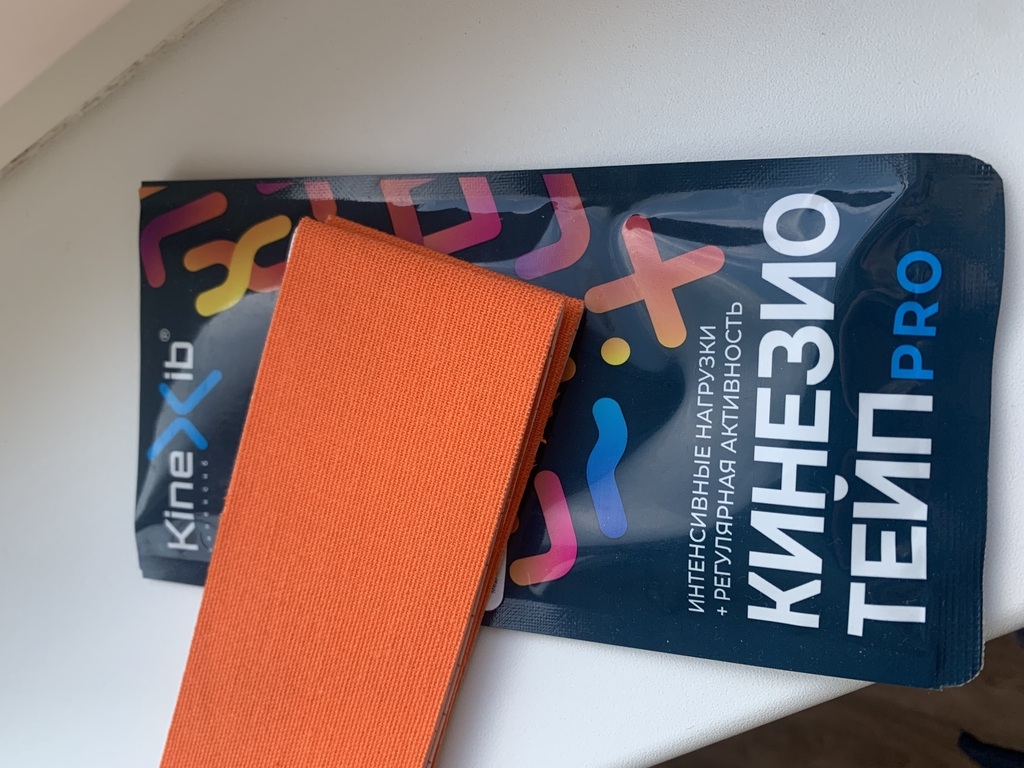 KineXib®
ИНТЕНСИВНЫЕ НАГРУЗКИ
+ РЕГУЛЯРНАЯ АКТИВНОСТЬ
КИНЕЗИО
ТЕЙП PRO